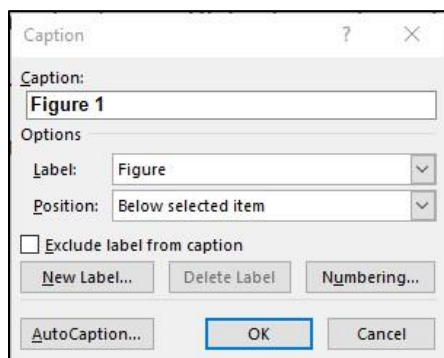 Caption
?
Caption:
Figure 1
Options
Label: Figure
Position: Below selected item
Exclude label from caption
New Label... Delete Label Numbering...
AutoCaption... OK Cancel